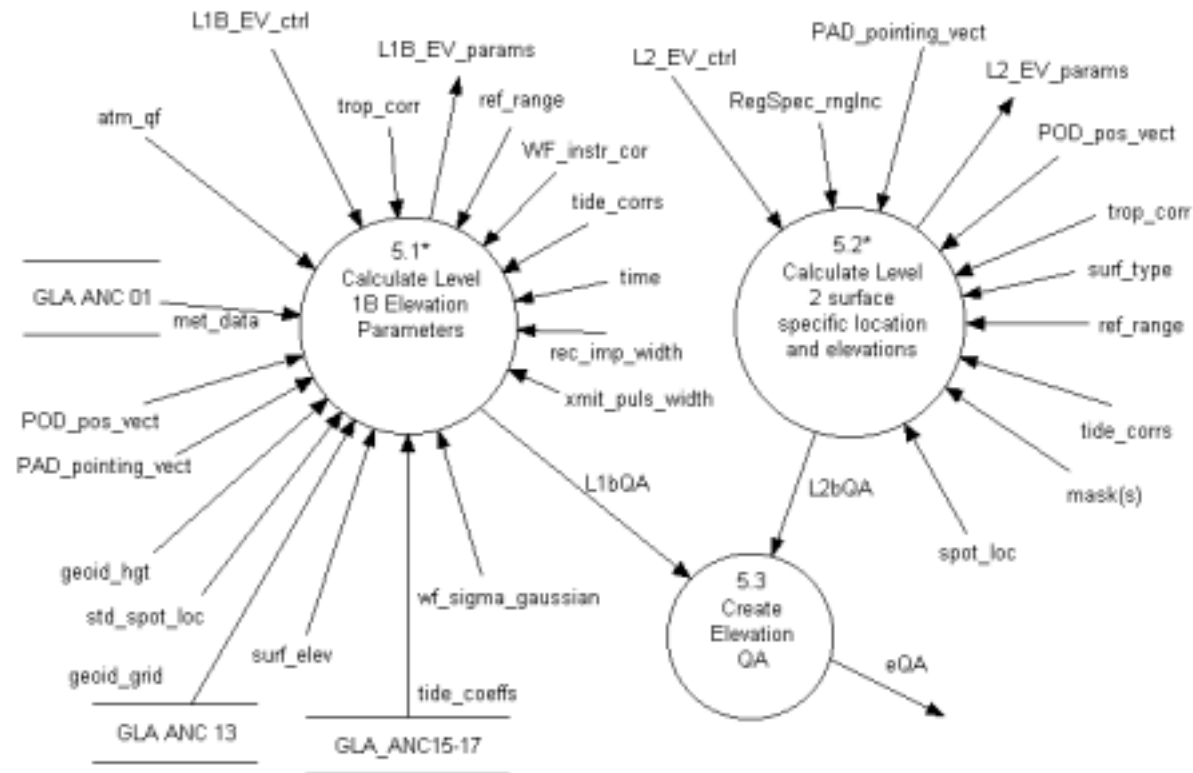 L1B_EV_ctrl
L1B_EV_params
trop_corr
ref_range
atm_qf
WF_instr_cor
tide_corrs
5.1*
Calculate Level
1B Elevation
Parameters
time
GLA ANC 01
met_data
rec_imp_width
xmit_puls_width
POD_pos_vect
PAD_pointing_vect
L1bQA
geoid_hgt
std_spot_loc
wf_sigma_gaussian
surf_elev
geoid_grid
tide_coeffs
GLA ANC 13
GLA_ANC15-17
PAD_pointing_vect
L2_EV_ctrl
L2_EV_params
RegSpec_rngInc
POD_pos_vect
trop_corr
5.2*
Calculate Level
2 surface
specific location
and elevations
surf_type
ref_range
tide_corrs
L2bQA
mask(s)
spot_loc
5.3
Create
Elevation
QA
eQA